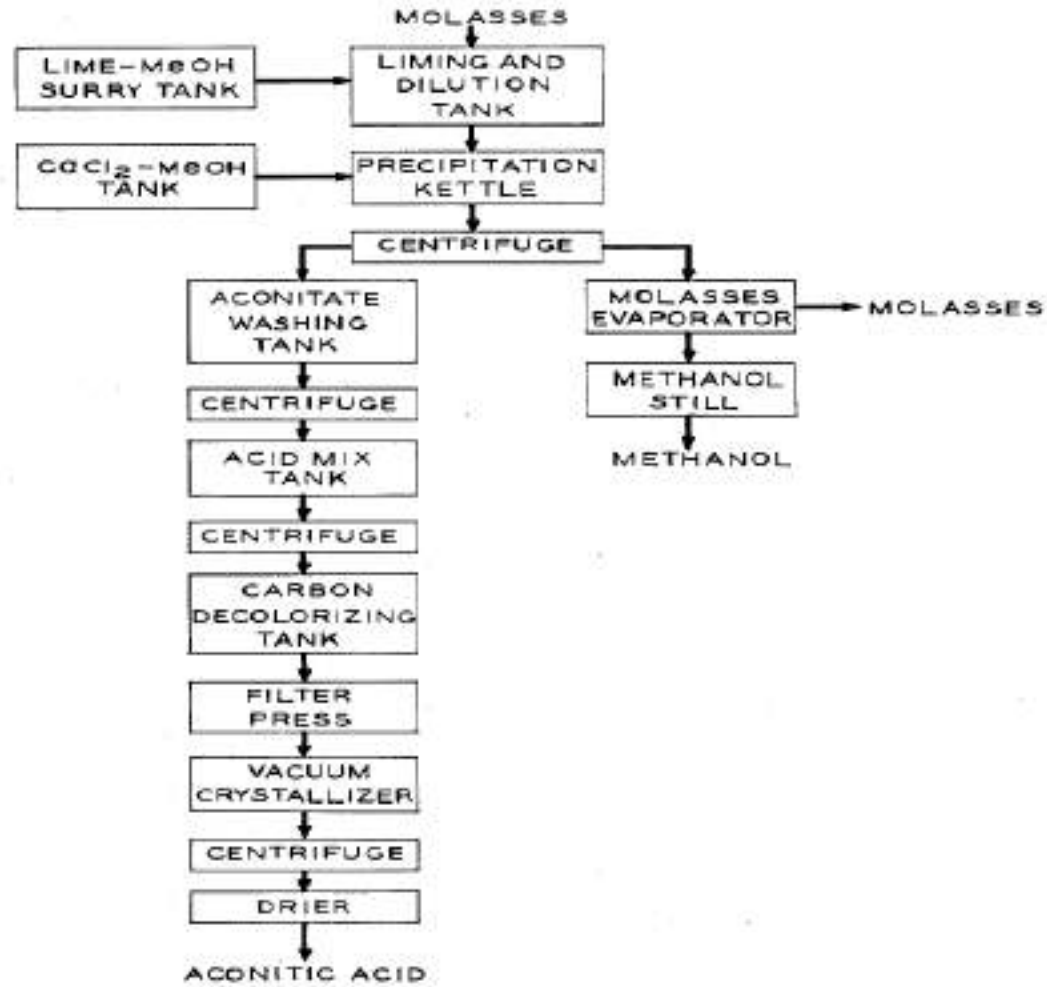 MOLASSES
LIME-MeOH
SURRY TANK
LIMING AND
DILUTION
TANK
CaCl₂-MeOH
TANK
PRECIPITATION
KETTLE
CENTRIFUGE
ACONITATE
WASHING
TANK
MOLASSES
EVAPORATOR
MOLASSES
CENTRIFUGE
METHANOL
STILL
ACID MIX
TANK
METHANOL
CENTRIFUGE
CARBON
DECOLORIZING
TANK
FILTER
PRESS
VACUUM
CRYSTALLIZER
CENTRIFUGE
DRIER
ACONITIC ACID